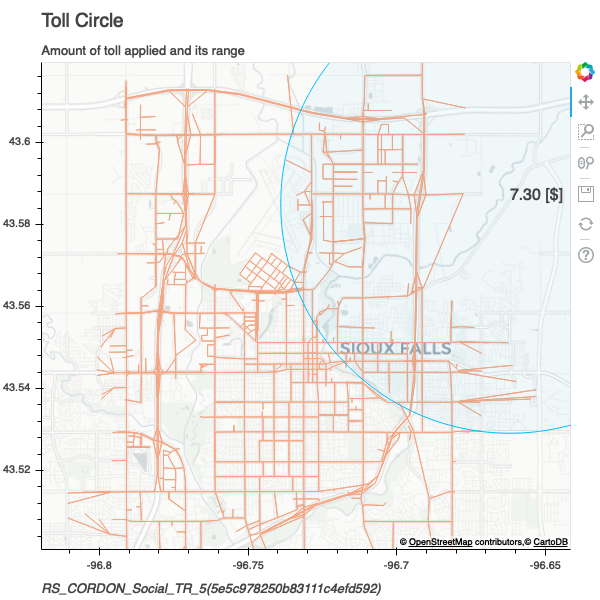 Toll Circle
Amount of toll applied and its range
43.6
43.58
7.30 [$]
43.56
SIOUX FALLS
43.54
43.52
© OpenStreetMap contributors,© CartoDB
-96.8
-96.75
-96.7
-96.65
RS_CORDON_Social_TR_5(5e5c978250b83111c4efd592)